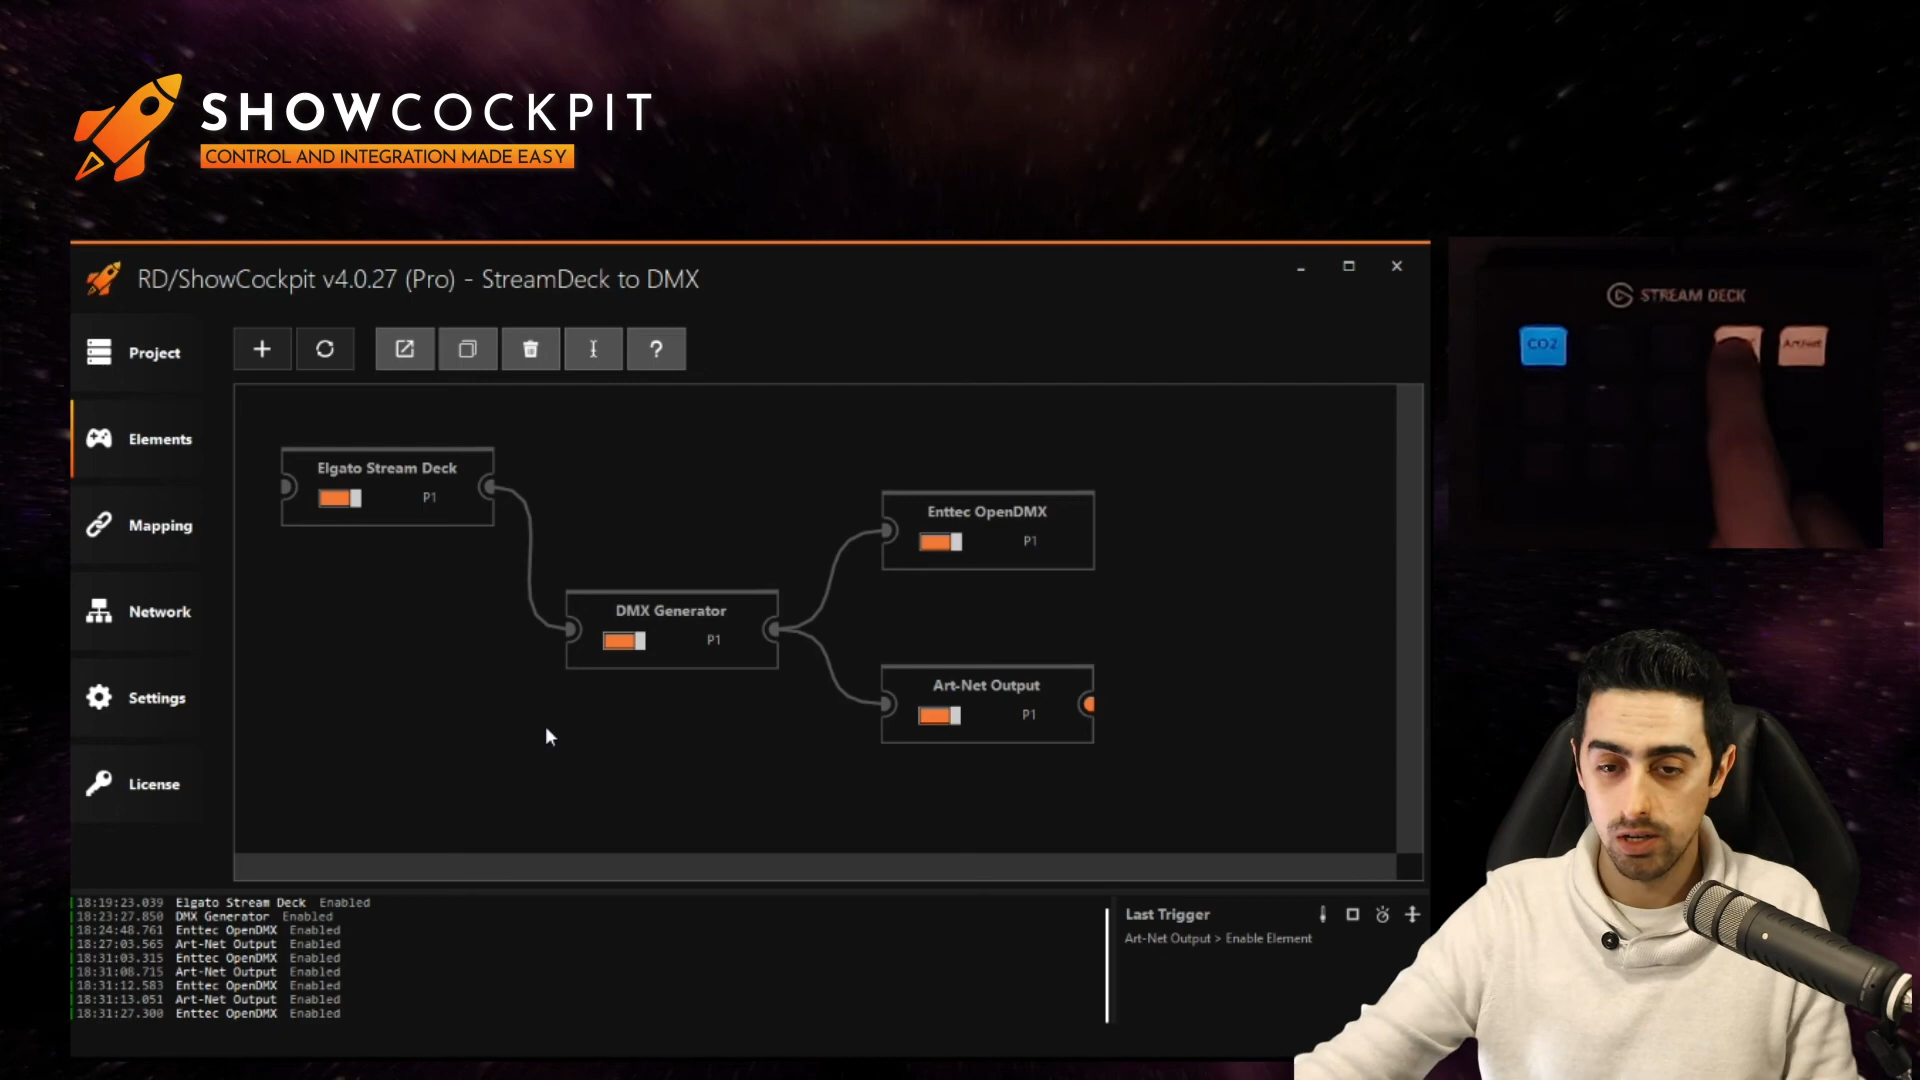 SHOWCOCKPIT
CONTROL AND INTEGRATION MADE EASY
RD/ShowCockpit v4.0.27 (Pro) - StreamDeck to DMX
STREAM DECK
CO2
ArtNet
Project
Elements
Mapping
Network
Settings
License
Elgato Stream Deck
P1
Enttec OpenDMX
P1
DMX Generator
P1
Art-Net Output
P1
18:19:23.039 Elgato Stream Deck Enabled
18:23:27.850 DMX Generator Enabled
18:24:48.761 Enttec OpenDMX Enabled
18:27:03.565 Art-Net Output Enabled
18:31:03.315 Enttec OpenDMX Enabled
18:31:08.715 Art-Net Output Enabled
18:31:12.583 Enttec OpenDMX Enabled
18:31:13.051 Art-Net Output Enabled
18:31:27.300 Enttec OpenDMX Enabled
Last Trigger
Art-Net Output > Enable Element